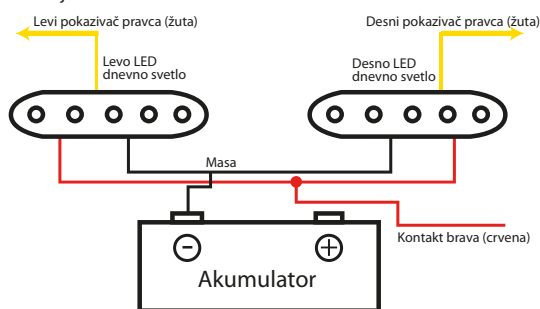 Levi pokazivač pravca (žuta)
Desni pokazivač pravca (žuta)
Levo LED
dnevno svetlo
Desno LED
dnevno svetlo
Masa
Kontakt brava (crvena)
- +
Akumulator